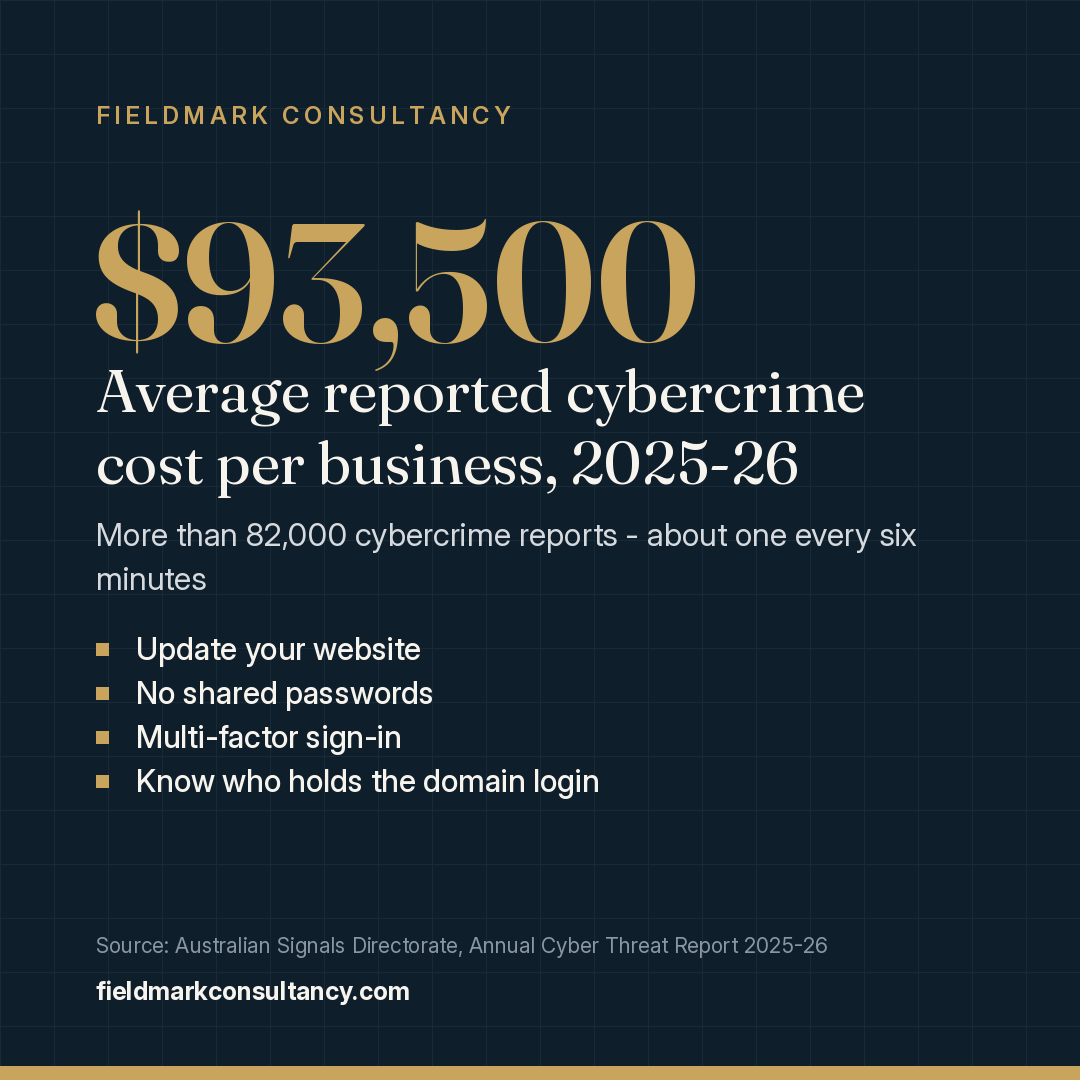 FIELDMARK CONSULTANCY
$93,500
Average reported cybercrime
cost per business, 2025-26
More than 82,000 cybercrime reports - about one every six
minutes
Update your website
No shared passwords
Multi-factor sign-in
Know who holds the domain login
Source: Australian Signals Directorate, Annual Cyber Threat Report 2025-26
fieldmarkconsultancy.com